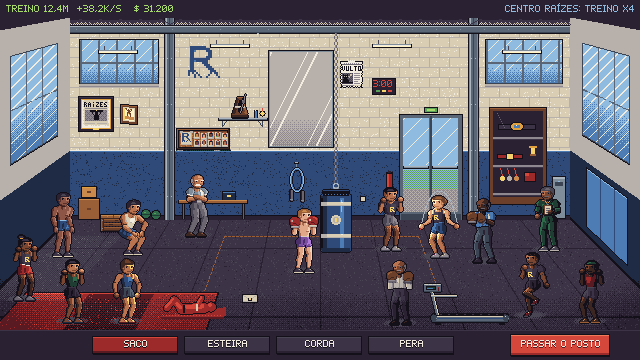 TREINO 12.4M +38.2K/S $ 31.200
CENTRO RAÍZES: TREINO X4
R
VULTO
3:00
RAÍZES
R
R
R
R
R
R
SACO
ESTEIRA
CORDA
PERA
PASSAR O POSTO